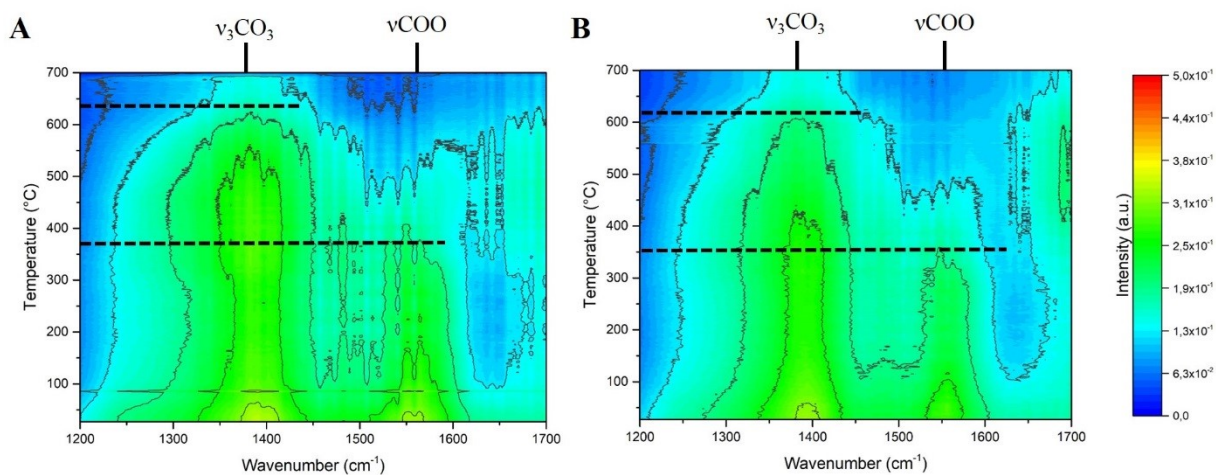 A
ν₃CO₃
νCOO
700
600
500
400
300
200
100
Temperature (°C)
1200
1300
1400
1500
1600
1700
Wavenumber (cm⁻¹)
B
ν₃CO₃
νCOO
700
600
500
400
300
200
100
Temperature (°C)
1200
1300
1400
1500
1600
1700
Wavenumber (cm⁻¹)
5,0x10⁻¹
4,4x10⁻¹
3,8x10⁻¹
3,1x10⁻¹
2,5x10⁻¹
1,9x10⁻¹
1,3x10⁻¹
6,3x10⁻²
0,0
Intensity (a.u.)